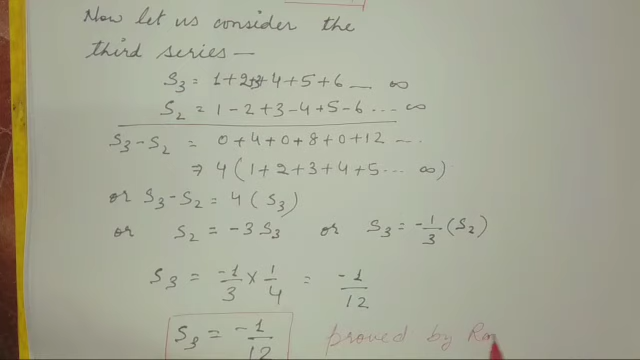 Now let us consider the
third series —
S₃ = 1+2+3+4+5+6 ... ∞
S₂ = 1-2+3-4+5-6 ... ∞
S₃-S₂ = 0+4+0+8+0+12 ...
⇒ 4(1+2+3+4+5... ∞)
or S₃-S₂ = 4(S₃)
or S₂ = -3S₃ or S₃ = -1/3 (S₂)
S₃ = -1/3 × 1/4 = -1/12
S₃ = -1/12 proved by